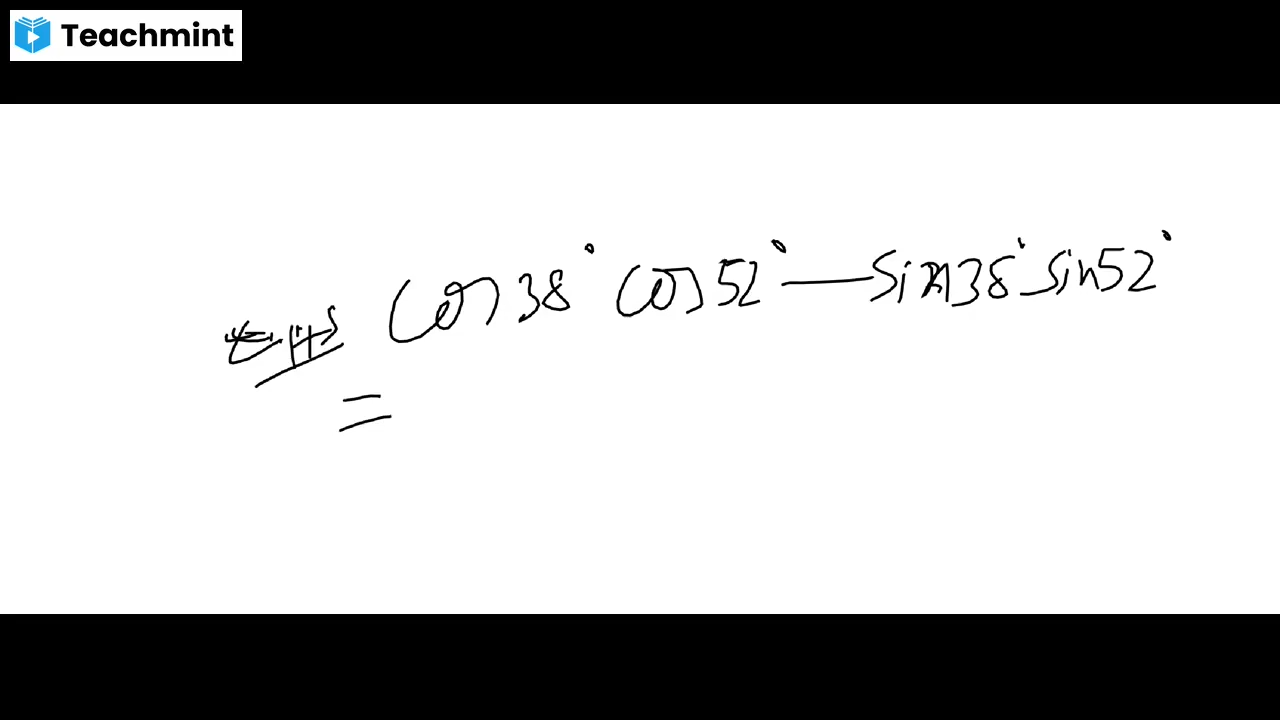 Teachmint
Cos 38° Cos 52° — Sin 38° Sin 52°
=